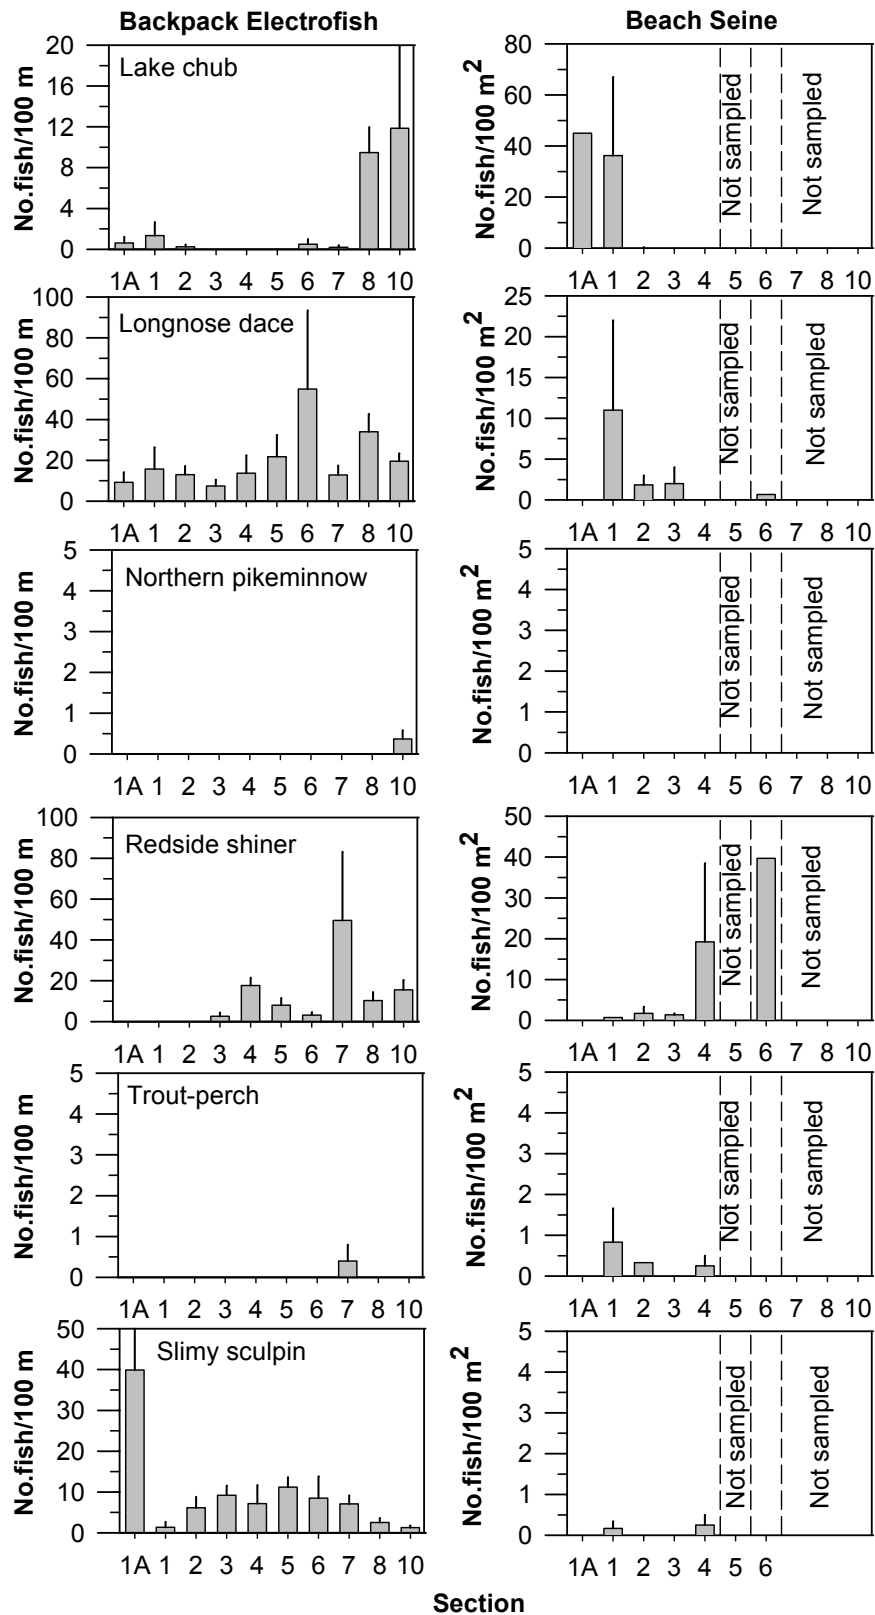 Backpack Electrofish
Beach Seine
No.fish/100 m
20
16
12
8
4
0
Lake chub
1A 1 2 3 4 5 6 7 8 10
No.fish/100 m2
80
60
40
20
0
Not sampled
Not sampled
1A 1 2 3 4 5 6 7 8 10
No.fish/100 m
100
80
60
40
20
0
Longnose dace
1A 1 2 3 4 5 6 7 8 10
No.fish/100 m2
25
20
15
10
5
0
Not sampled
Not sampled
1A 1 2 3 4 5 6 7 8 10
No.fish/100 m
5
4
3
2
1
0
Northern pikeminnow
1A 1 2 3 4 5 6 7 8 10
No.fish/100 m2
5
4
3
2
1
0
Not sampled
Not sampled
1A 1 2 3 4 5 6 7 8 10
No.fish/100 m
100
80
60
40
20
0
Redside shiner
1A 1 2 3 4 5 6 7 8 10
No.fish/100 m2
50
40
30
20
10
0
Not sampled
Not sampled
1A 1 2 3 4 5 6 7 8 10
No.fish/100 m
5
4
3
2
1
0
Trout-perch
1A 1 2 3 4 5 6 7 8 10
No.fish/100 m2
5
4
3
2
1
0
Not sampled
Not sampled
1A 1 2 3 4 5 6 7 8 10
No.fish/100 m
50
40
30
20
10
0
Slimy sculpin
1A 1 2 3 4 5 6 7 8 10
No.fish/100 m2
5
4
3
2
1
0
Not sampled
Not sampled
1A 1 2 3 4 5 6
Section